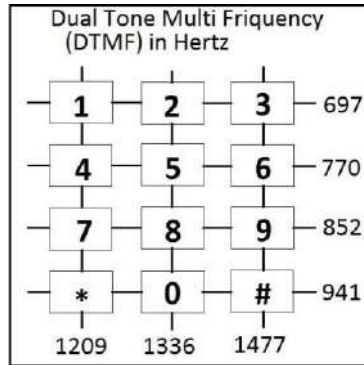 Dual Tone Multi Friquency
(DTMF) in Hertz
1 2 3 697
4 5 6 770
7 8 9 852
* 0 # 941
1209 1336 1477